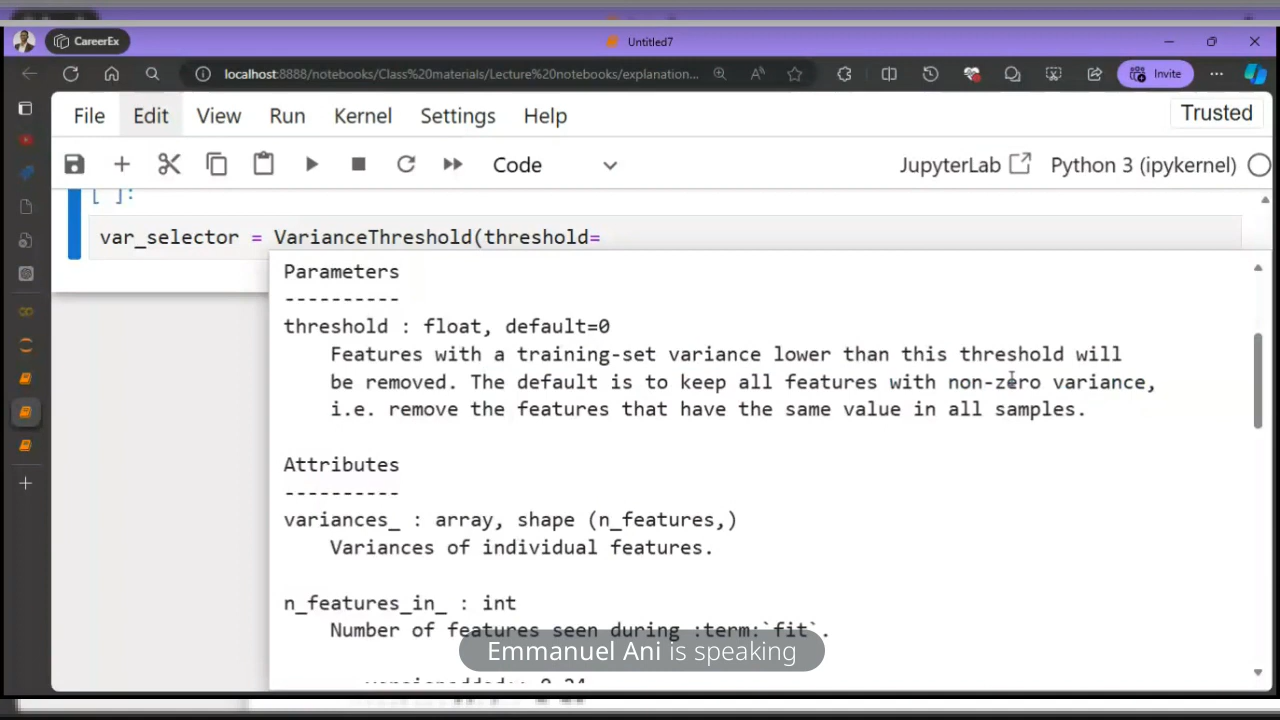 CareerEx
Untitled7
localhost:8888/notebooks/Class%20materials/Lecture%20notebooks/explanation...
Invite
File Edit View Run Kernel Settings Help
Trusted
Code
JupyterLab
Python 3 (ipykernel)
[ ]:
var_selector = VarianceThreshold(threshold=
Parameters
----------
threshold : float, default=0
Features with a training-set variance lower than this threshold will
be removed. The default is to keep all features with non-zero variance,
i.e. remove the features that have the same value in all samples.
Attributes
----------
variances_ : array, shape (n_features,)
Variances of individual features.
n_features_in_ : int
Number of features seen during :term:`fit`.
Emmanuel Ani is speaking